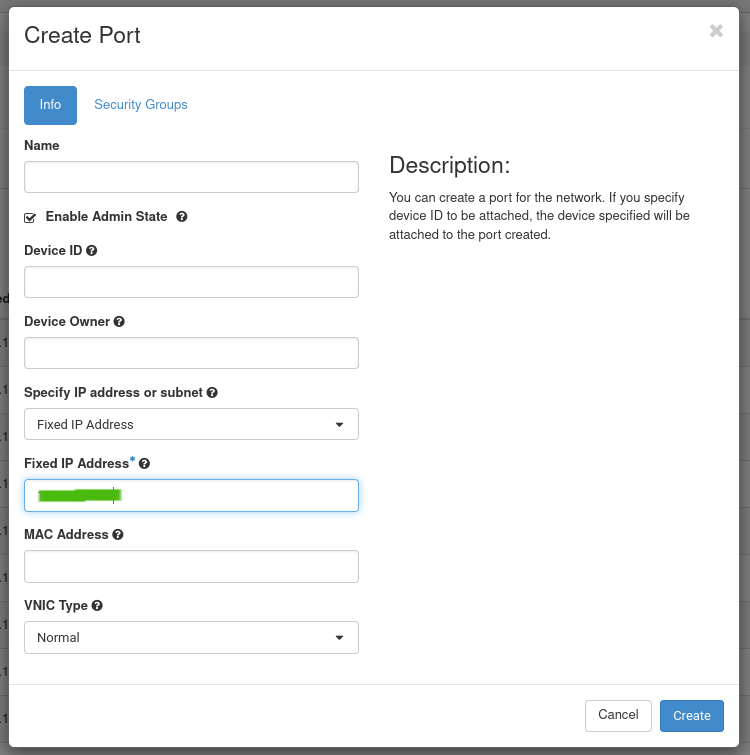 Create Port
Info
Security Groups
Name
Enable Admin State
Device ID
Device Owner
Specify IP address or subnet
Fixed IP Address
Fixed IP Address*
MAC Address
VNIC Type
Normal
Description:
You can create a port for the network. If you specify
device ID to be attached, the device specified will be
attached to the port created.
Cancel
Create